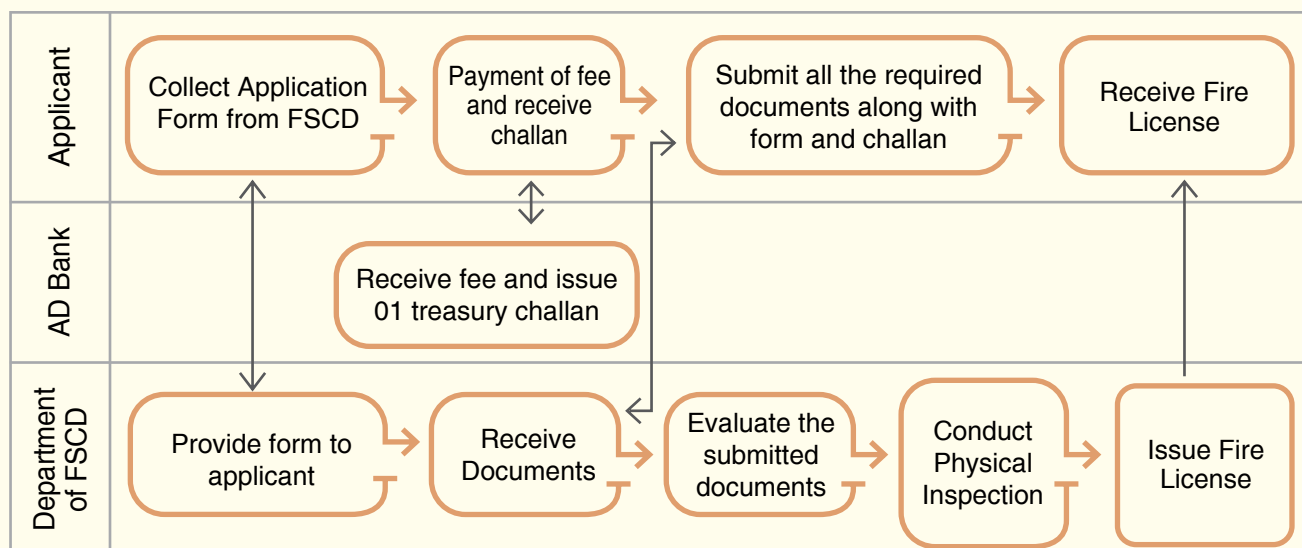 Applicant
Collect Application
Form from FSCD
Payment of fee
and receive
challan
Submit all the required
documents along with
form and challan
Receive Fire
License
AD Bank
Receive fee and issue
01 treasury challan
Department
of FSCD
Provide form to
applicant
Receive
Documents
Evaluate the
submitted
documents
Conduct
Physical
Inspection
Issue Fire
License